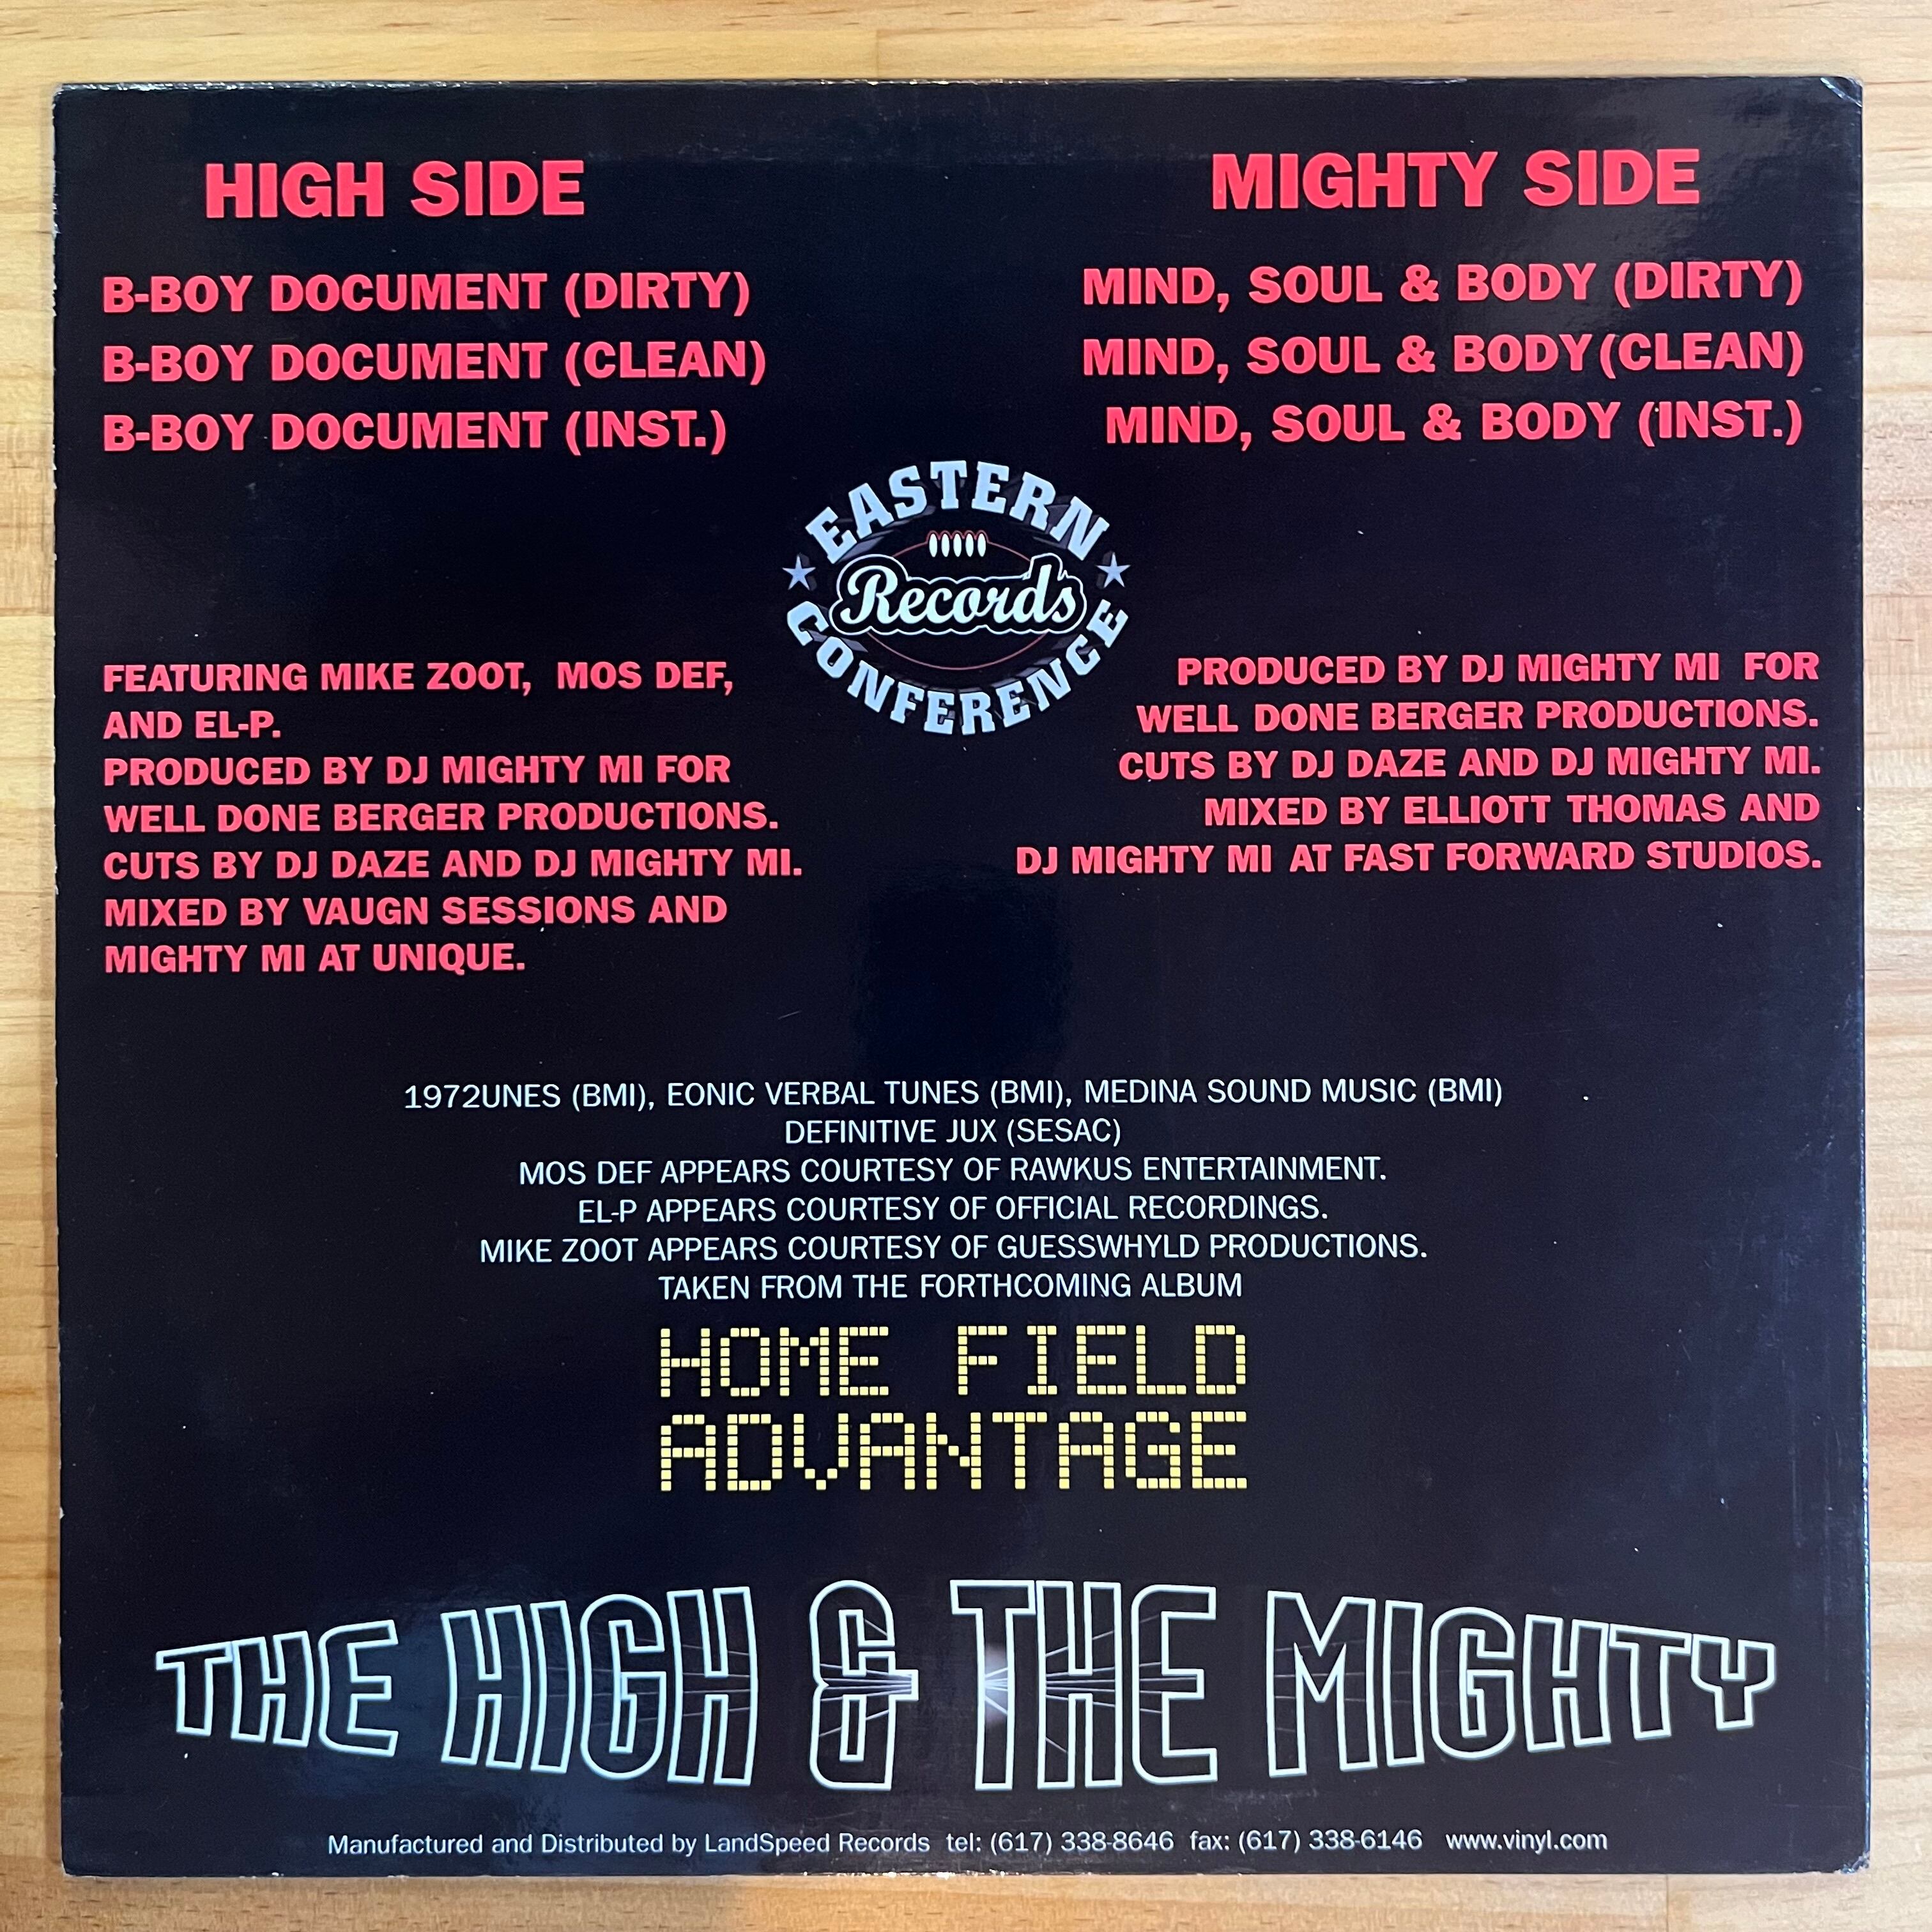 HIGH SIDE
B-BOY DOCUMENT (DIRTY)
B-BOY DOCUMENT (CLEAN)
B-BOY DOCUMENT (INST.)
MIGHTY SIDE
MIND, SOUL & BODY (DIRTY)
MIND, SOUL & BODY (CLEAN)
MIND, SOUL & BODY (INST.)
EASTERN
Records
CONFERENCE
FEATURING MIKE ZOOT, MOS DEF,
AND EL-P.
PRODUCED BY DJ MIGHTY MI FOR
WELL DONE BERGER PRODUCTIONS.
CUTS BY DJ DAZE AND DJ MIGHTY MI.
MIXED BY VAUGN SESSIONS AND
MIGHTY MI AT UNIQUE.
PRODUCED BY DJ MIGHTY MI FOR
WELL DONE BERGER PRODUCTIONS.
CUTS BY DJ DAZE AND DJ MIGHTY MI.
MIXED BY ELLIOTT THOMAS AND
DJ MIGHTY MI AT FAST FORWARD STUDIOS.
1972UNES (BMI), EONIC VERBAL TUNES (BMI), MEDINA SOUND MUSIC (BMI)
DEFINITIVE JUX (SESAC)
MOS DEF APPEARS COURTESY OF RAWKUS ENTERTAINMENT.
EL-P APPEARS COURTESY OF OFFICIAL RECORDINGS.
MIKE ZOOT APPEARS COURTESY OF GUESSWHYLD PRODUCTIONS.
TAKEN FROM THE FORTHCOMING ALBUM
HOME FIELD
ADVANTAGE
THE HIGH & THE MIGHTY
Manufactured and Distributed by LandSpeed Records tel: (617) 338-8646 fax: (617) 338-6146 www.vinyl.com